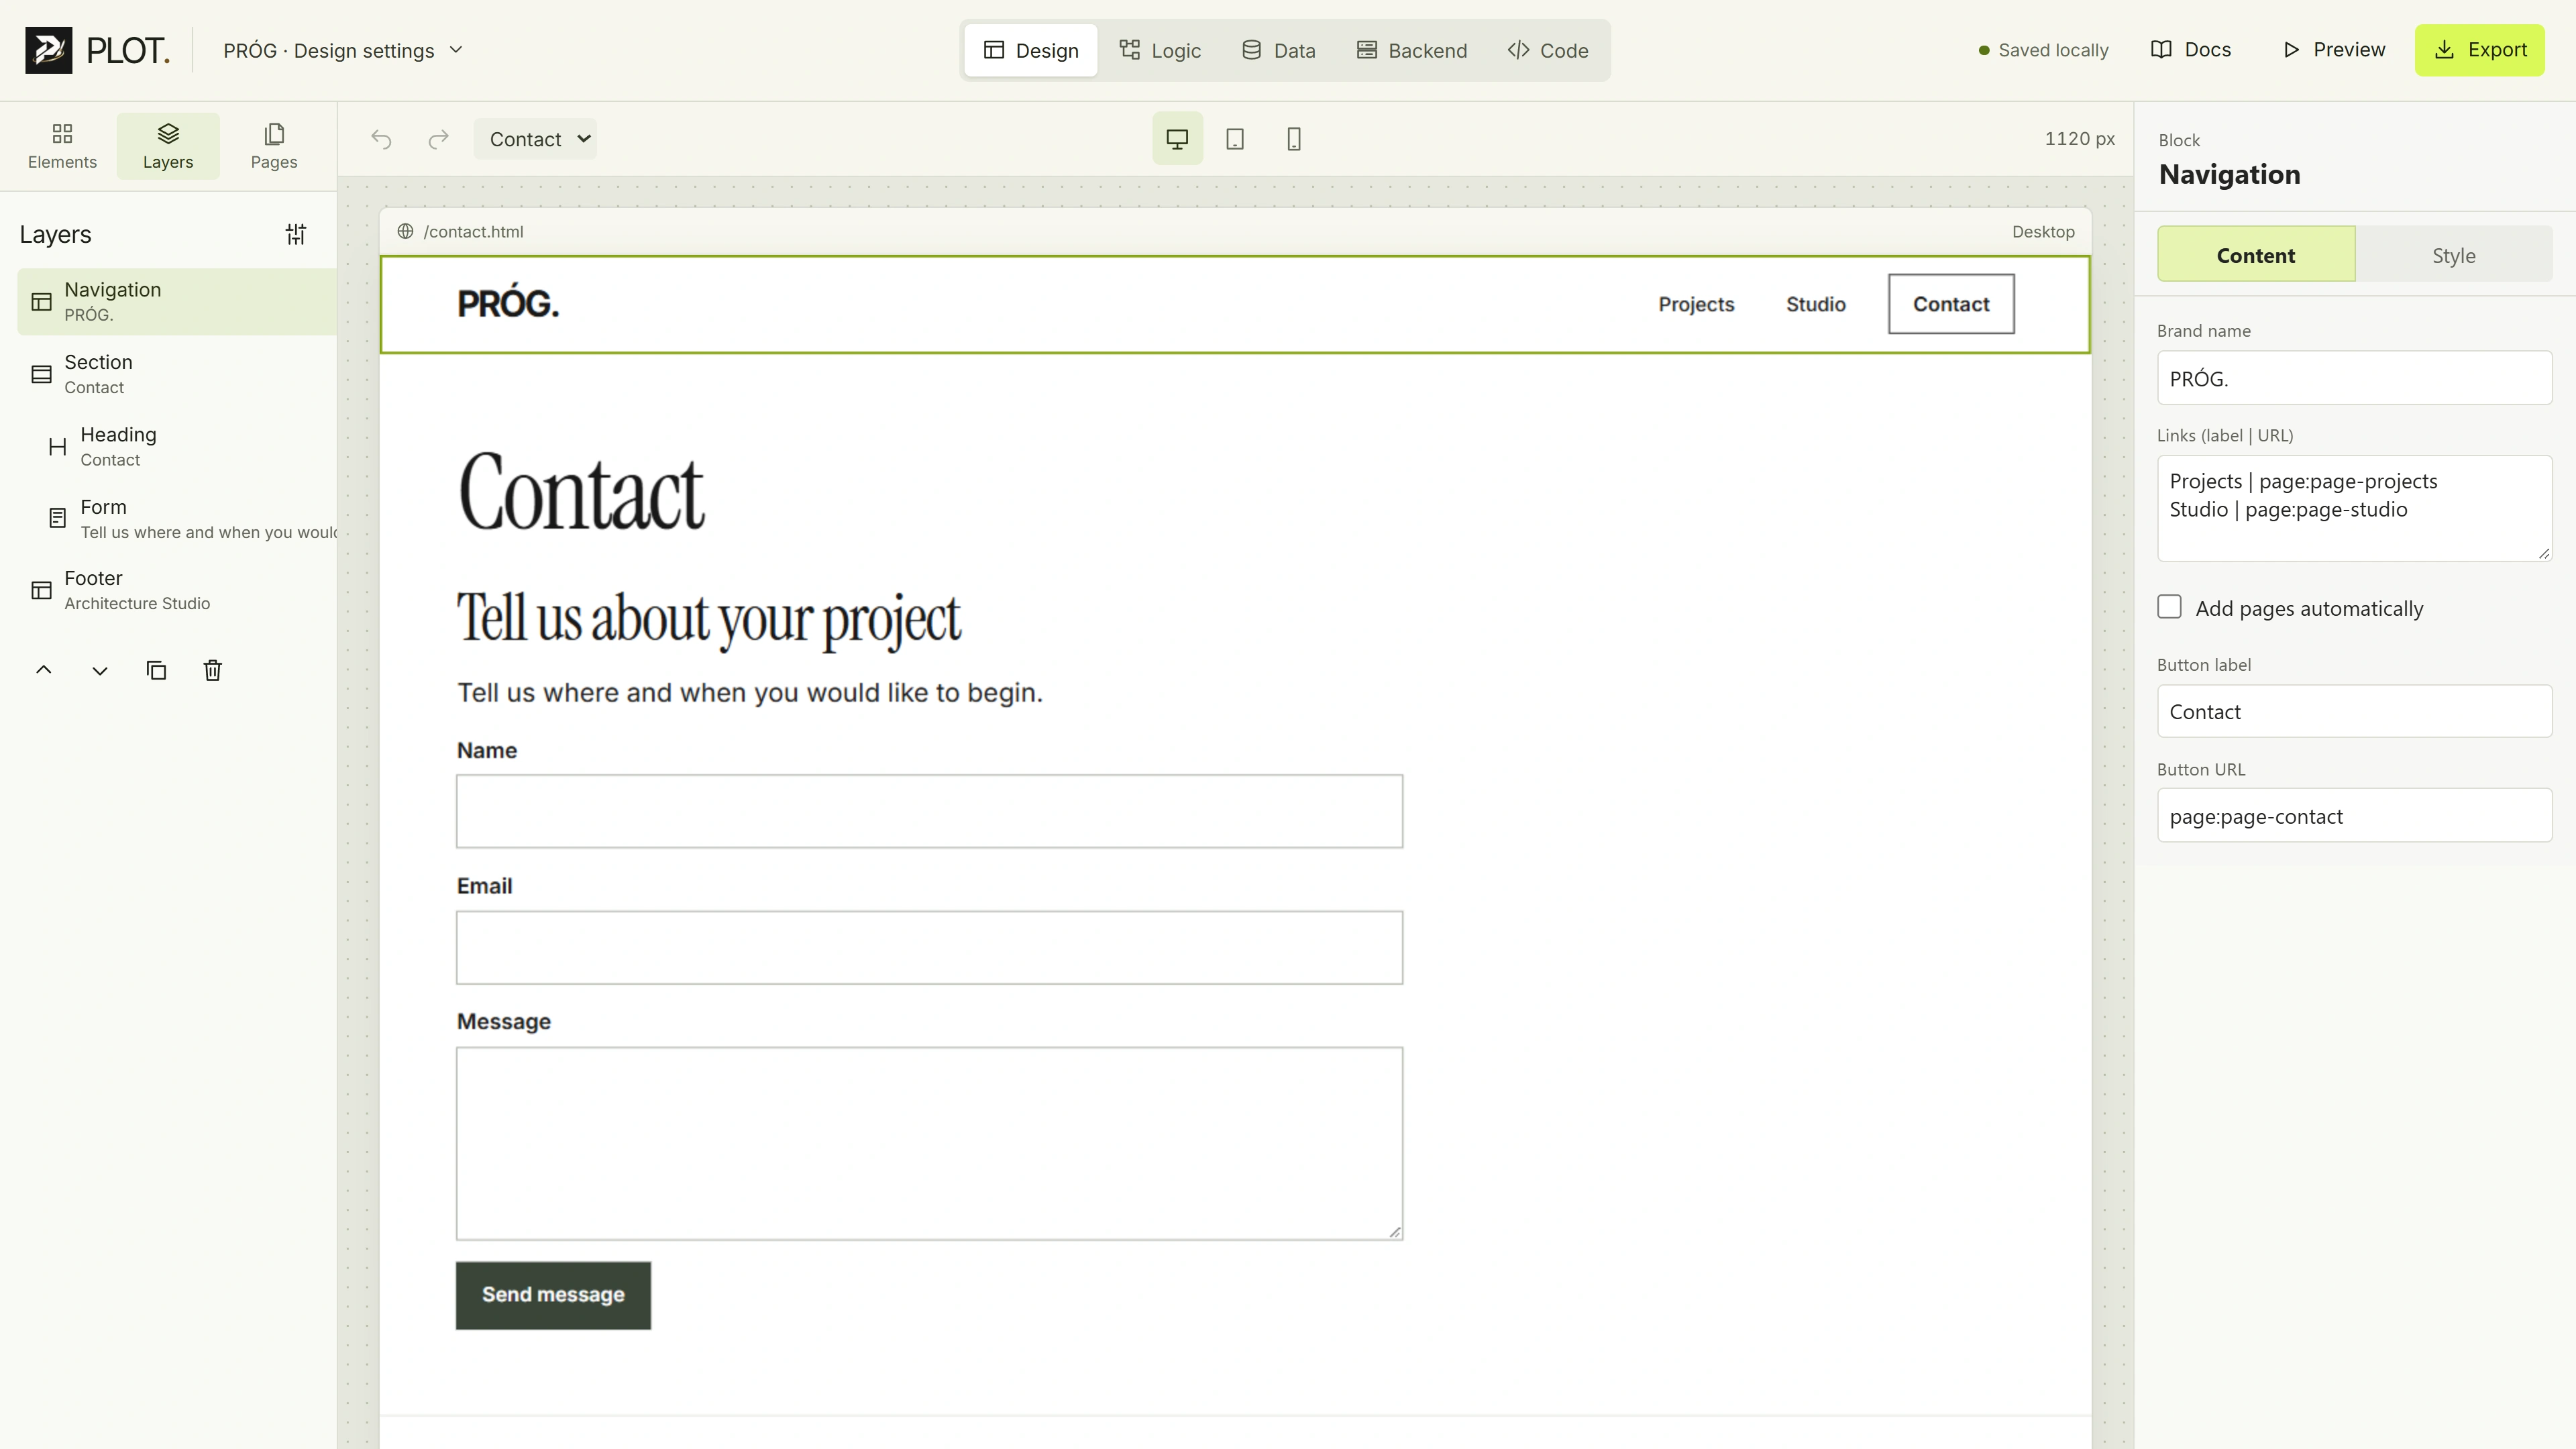 PLOT.
PRÓG · Design settings
Design
Logic
Data
Backend
Code
Saved locally
Docs
Preview
Export
Elements
Layers
Pages
Contact
1120 px
Layers
Navigation
PRÓG.
Section
Contact
Heading
Contact
Form
Tell us where and when you would
Footer
Architecture Studio
/contact.html
Desktop
PRÓG.
Projects
Studio
Contact
Contact
Tell us about your project
Tell us where and when you would like to begin.
Name
Email
Message
Send message
Block
Navigation
Content
Style
Brand name
PRÓG.
Links (label | URL)
Projects | page:page-projects
Studio | page:page-studio
Add pages automatically
Button label
Contact
Button URL
page:page-contact